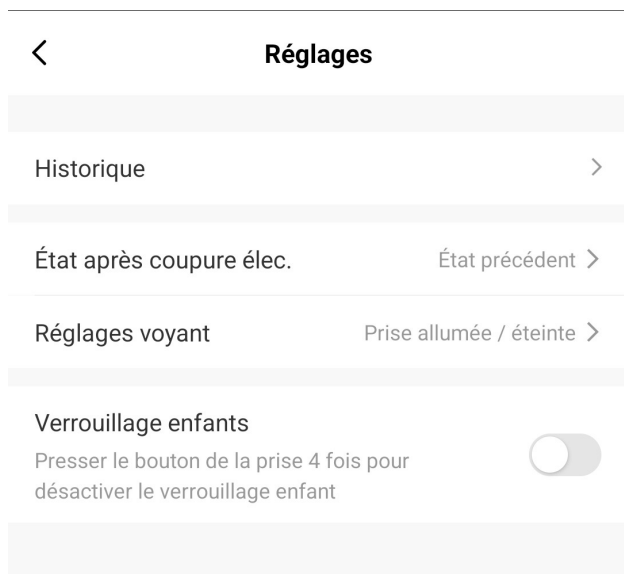 Réglages
Historique
État après coupure élec. État précédent
Réglages voyant Prise allumée / éteinte
Verrouillage enfants
Presser le bouton de la prise 4 fois pour
désactiver le verrouillage enfant